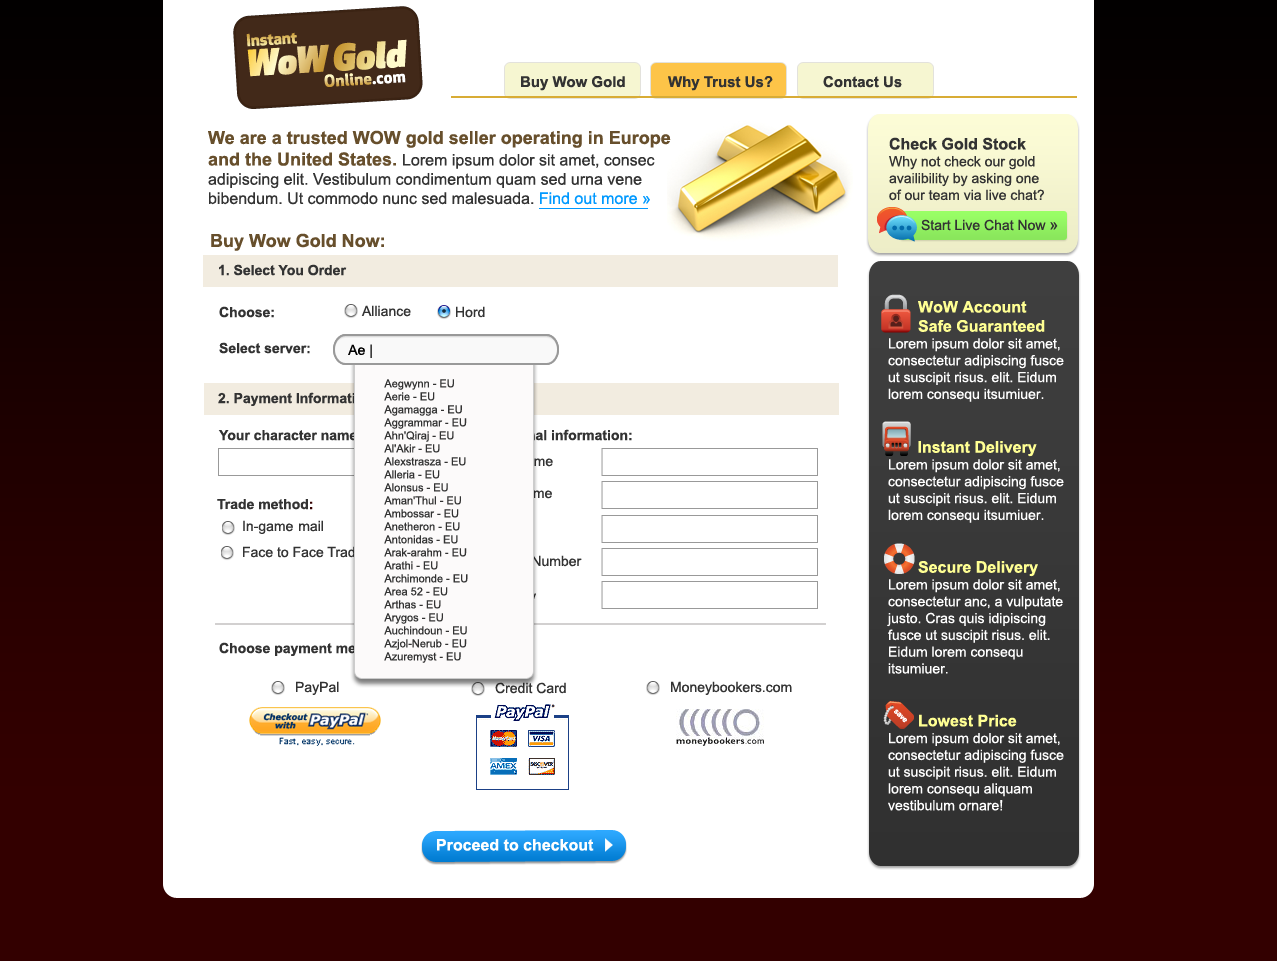 Instant
WoW Gold
Online.com
Buy Wow Gold
Why Trust Us?
Contact Us
We are a trusted WOW gold seller operating in Europe
and the United States. Lorem ipsum dolor sit amet, consec
adipiscing elit. Vestibulum condimentum quam sed urna vene
bibendum. Ut commodo nunc sed malesuada. Find out more »
Check Gold Stock
Why not check our gold
availibility by asking one
of our team via live chat?
Start Live Chat Now »
Buy Wow Gold Now:
1. Select You Order
Choose:
Alliance
Hord
Select server:
Ae |
Aegwynn - EU
Aerie - EU
Agamagga - EU
Aggrammar - EU
Ahn'Qiraj - EU
Al'Akir - EU
Alexstrasza - EU
Alleria - EU
Alonsus - EU
Aman'Thul - EU
Ambossar - EU
Anetheron - EU
Antonidas - EU
Arak-arahm - EU
Arathi - EU
Archimonde - EU
Area 52 - EU
Arthas - EU
Arygos - EU
Auchindoun - EU
Azjol-Nerub - EU
Azuremyst - EU
2. Payment Informati
Your character name
nal information:
me
me
Number
y
Trade method:
In-game mail
Face to Face Trad
Choose payment me
PayPal
Checkout
with PayPal
Fast, easy, secure.
Credit Card
PayPal
MasterCard
VISA
AMEX
DISCOVER
Moneybookers.com
moneybookers.com
Proceed to checkout
WoW Account
Safe Guaranteed
Lorem ipsum dolor sit amet,
consectetur adipiscing fusce
ut suscipit risus. elit. Eidum
lorem consequ itsumiuer.
Instant Delivery
Lorem ipsum dolor sit amet,
consectetur adipiscing fusce
ut suscipit risus. elit. Eidum
lorem consequ itsumiuer.
Secure Delivery
Lorem ipsum dolor sit amet,
consectetur anc, a vulputate
justo. Cras quis idipiscing
fusce ut suscipit risus. elit.
Eidum lorem consequ
itsumiuer.
save
Lowest Price
Lorem ipsum dolor sit amet,
consectetur adipiscing fusce
ut suscipit risus. elit. Eidum
lorem consequ aliquam
vestibulum ornare!